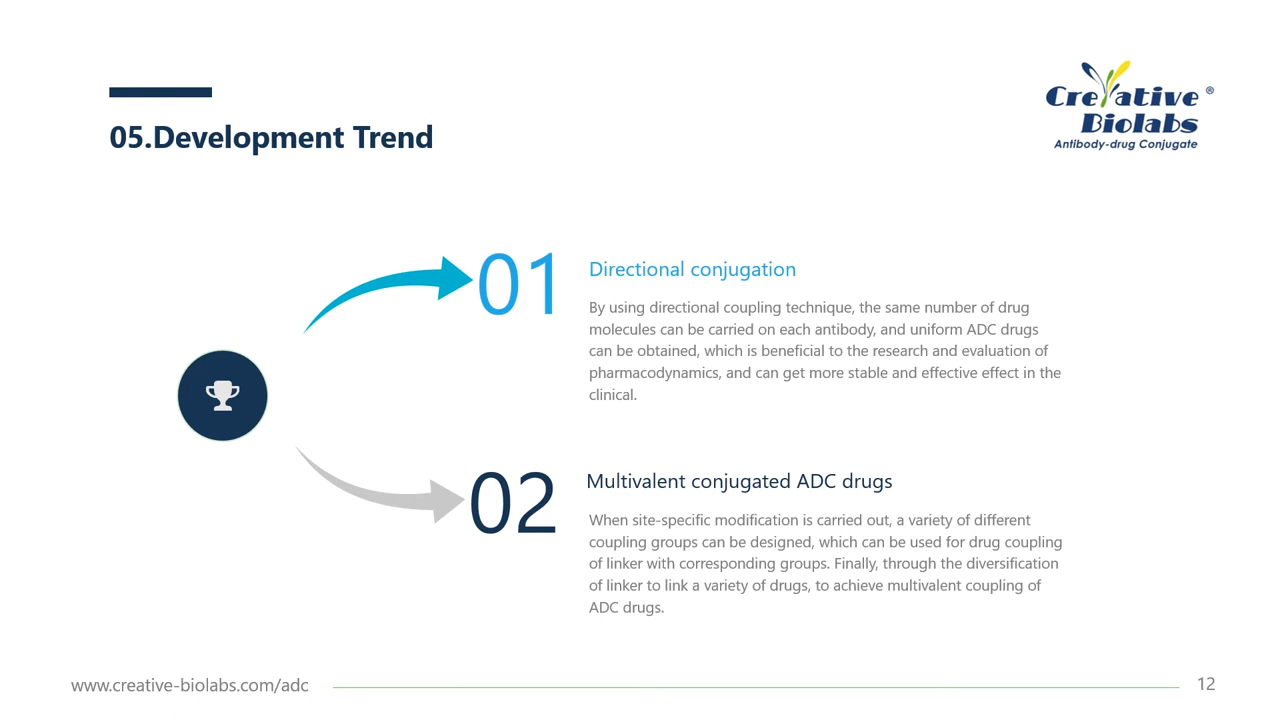 05.Development Trend
Creative ®
Biolabs
Antibody-drug Conjugate
01
Directional conjugation
By using directional coupling technique, the same number of drug
molecules can be carried on each antibody, and uniform ADC drugs
can be obtained, which is beneficial to the research and evaluation of
pharmacodynamics, and can get more stable and effective effect in the
clinical.
02
Multivalent conjugated ADC drugs
When site-specific modification is carried out, a variety of different
coupling groups can be designed, which can be used for drug coupling
of linker with corresponding groups. Finally, through the diversification
of linker to link a variety of drugs, to achieve multivalent coupling of
ADC drugs.
www.creative-biolabs.com/adc
12